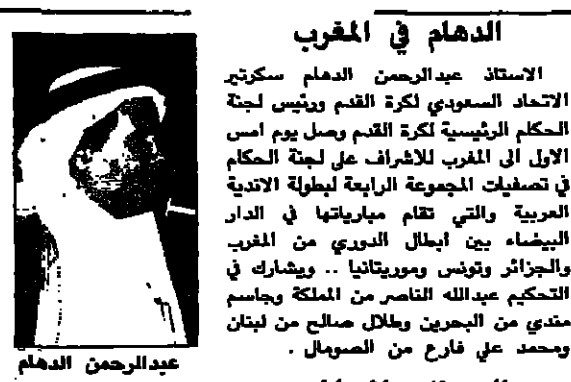 الدهام في المغرب
الاستاذ عبدالرحمن الدهام سكرتير
الاتحاد السعودي لكرة القدم ورئيس لجنة
الحكام الرئيسية لكرة القدم وصل يوم امس
الاول الى المغرب للاشراف على لجنة الحكام
في تصفيات المجموعة الرابعة لبطولة الاندية
العربية والتي تقام مبارياتها في الدار
البيضاء بين ابطال الدوري من المغرب
والجزائر وتونس وموريتانيا .. ويشارك في
التحكيم عبدالله الناصر من المملكة وجاسم
مندي من البحرين وطلال صالح من لبنان
ومحمد علي فارع من الصومال .
عبدالرحمن الدهام